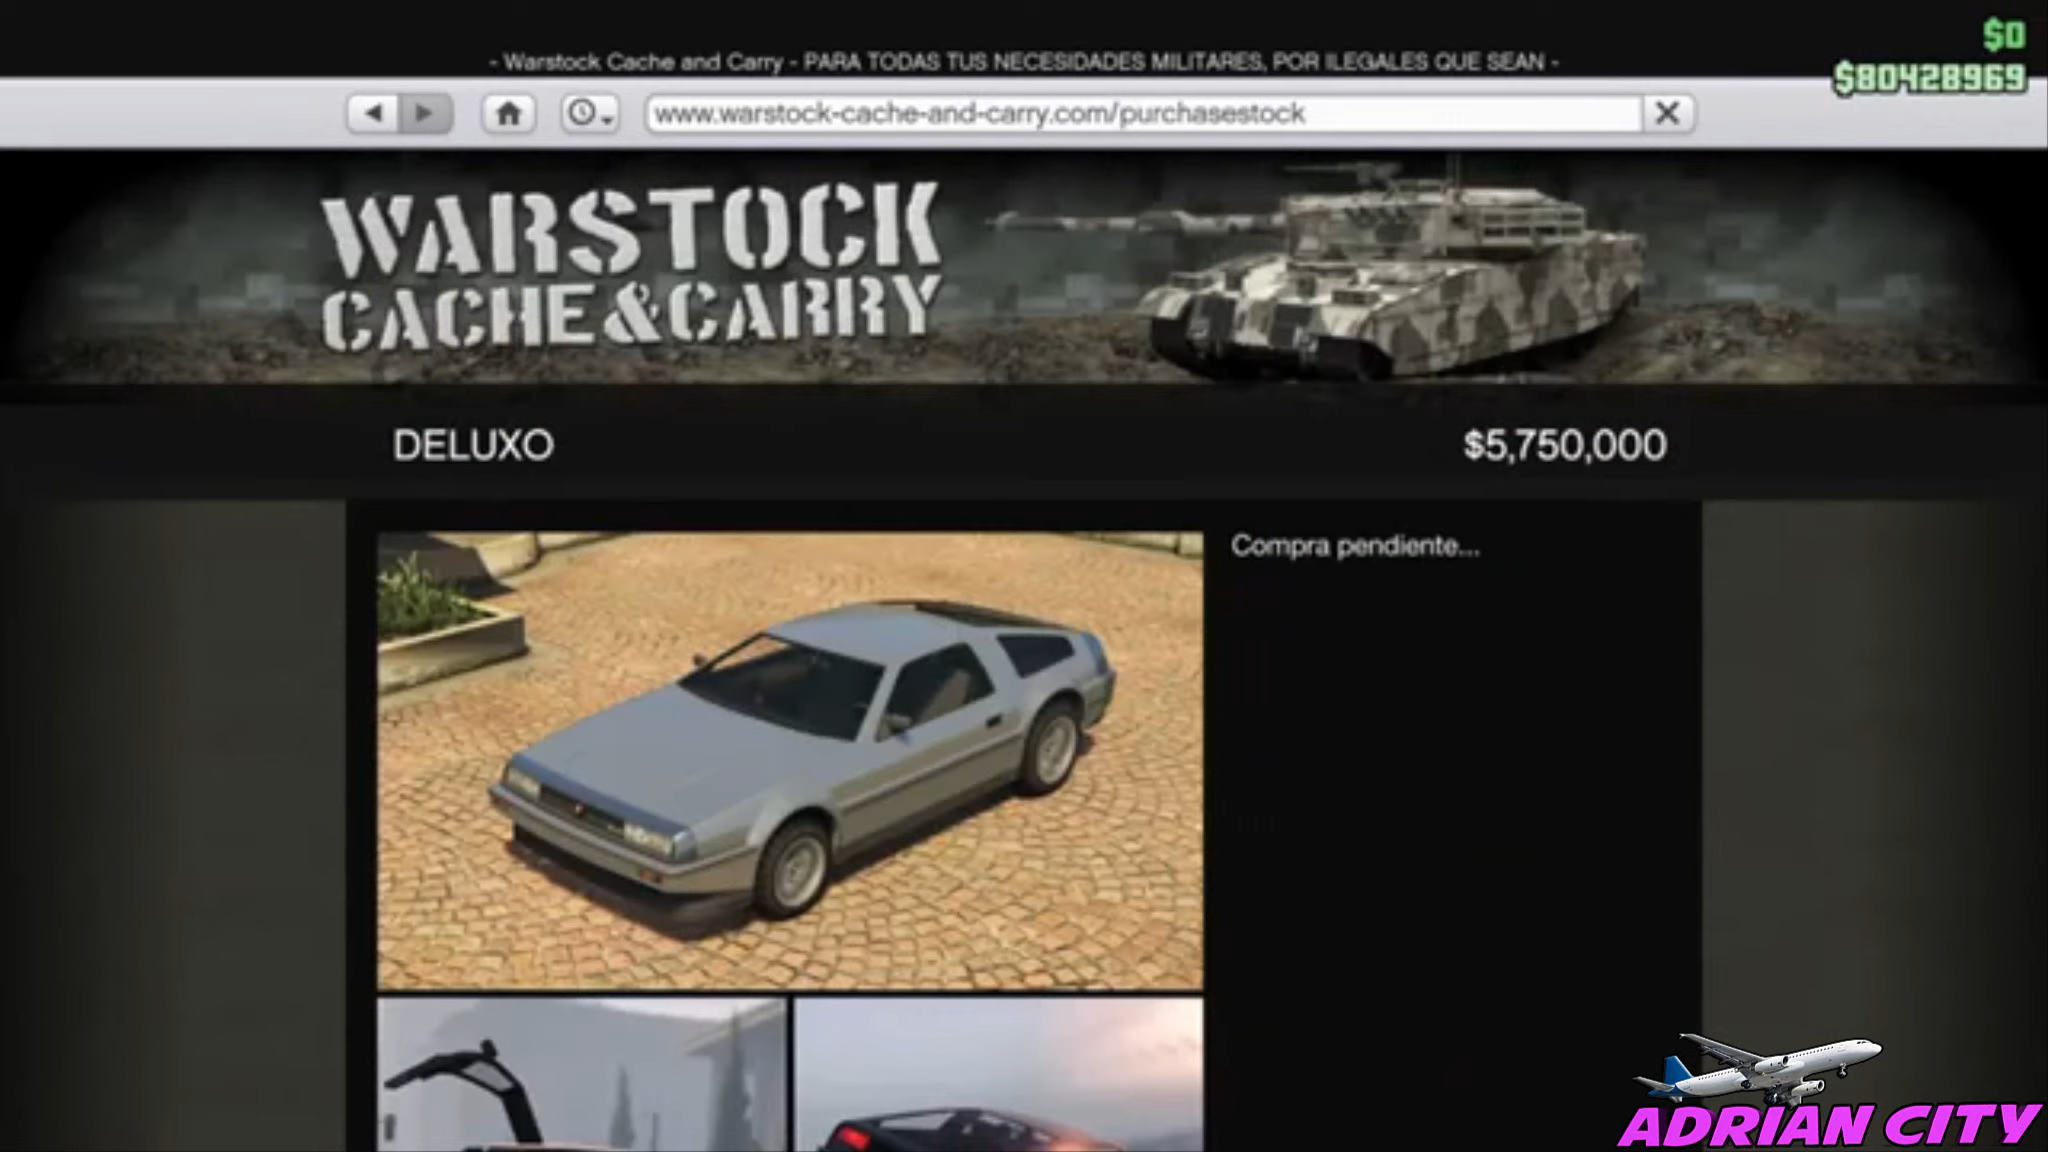 $0
- Warstock Cache and Carry - PARA TODAS TUS NECESIDADES MILITARES, POR ILEGALES QUE SEAN -
$80428969
www.warstock-cache-and-carry.com/purchasestock
WARSTOCK
CACHE&CARRY
DELUXO
$5,750,000
Compra pendiente...
ADRIAN CITY